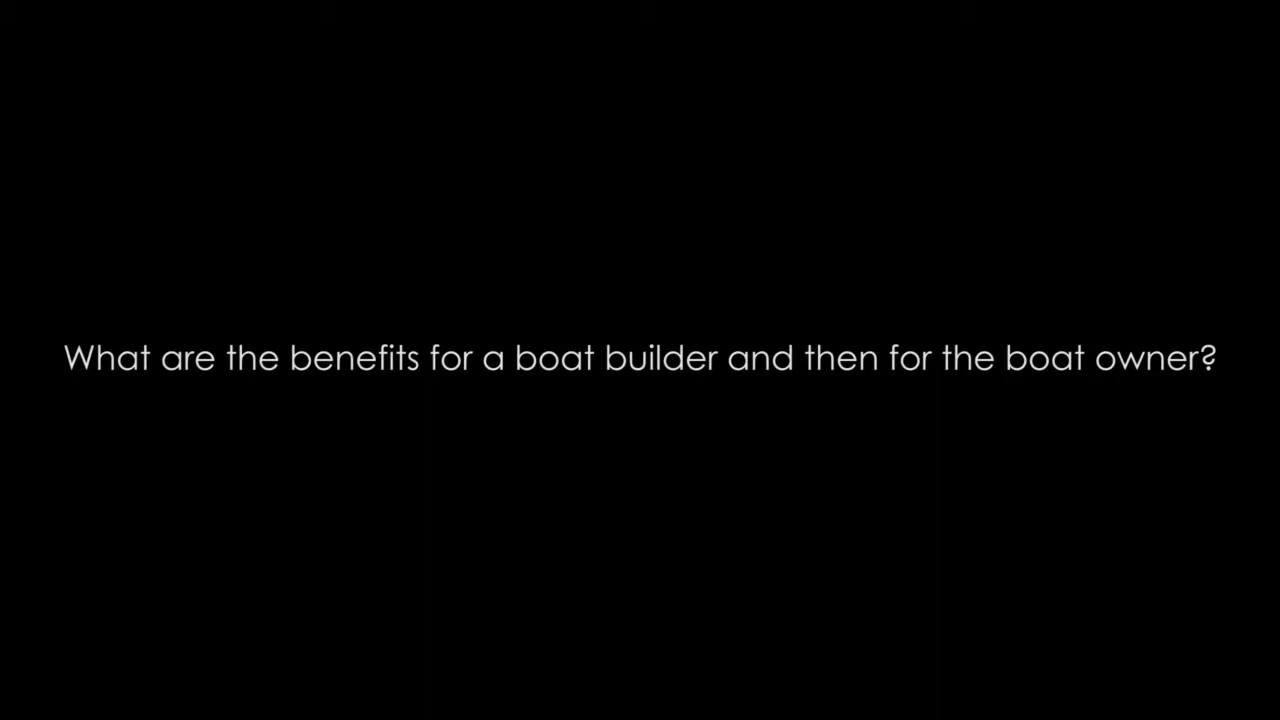 What are the benefits for a boat builder and then for the boat owner?